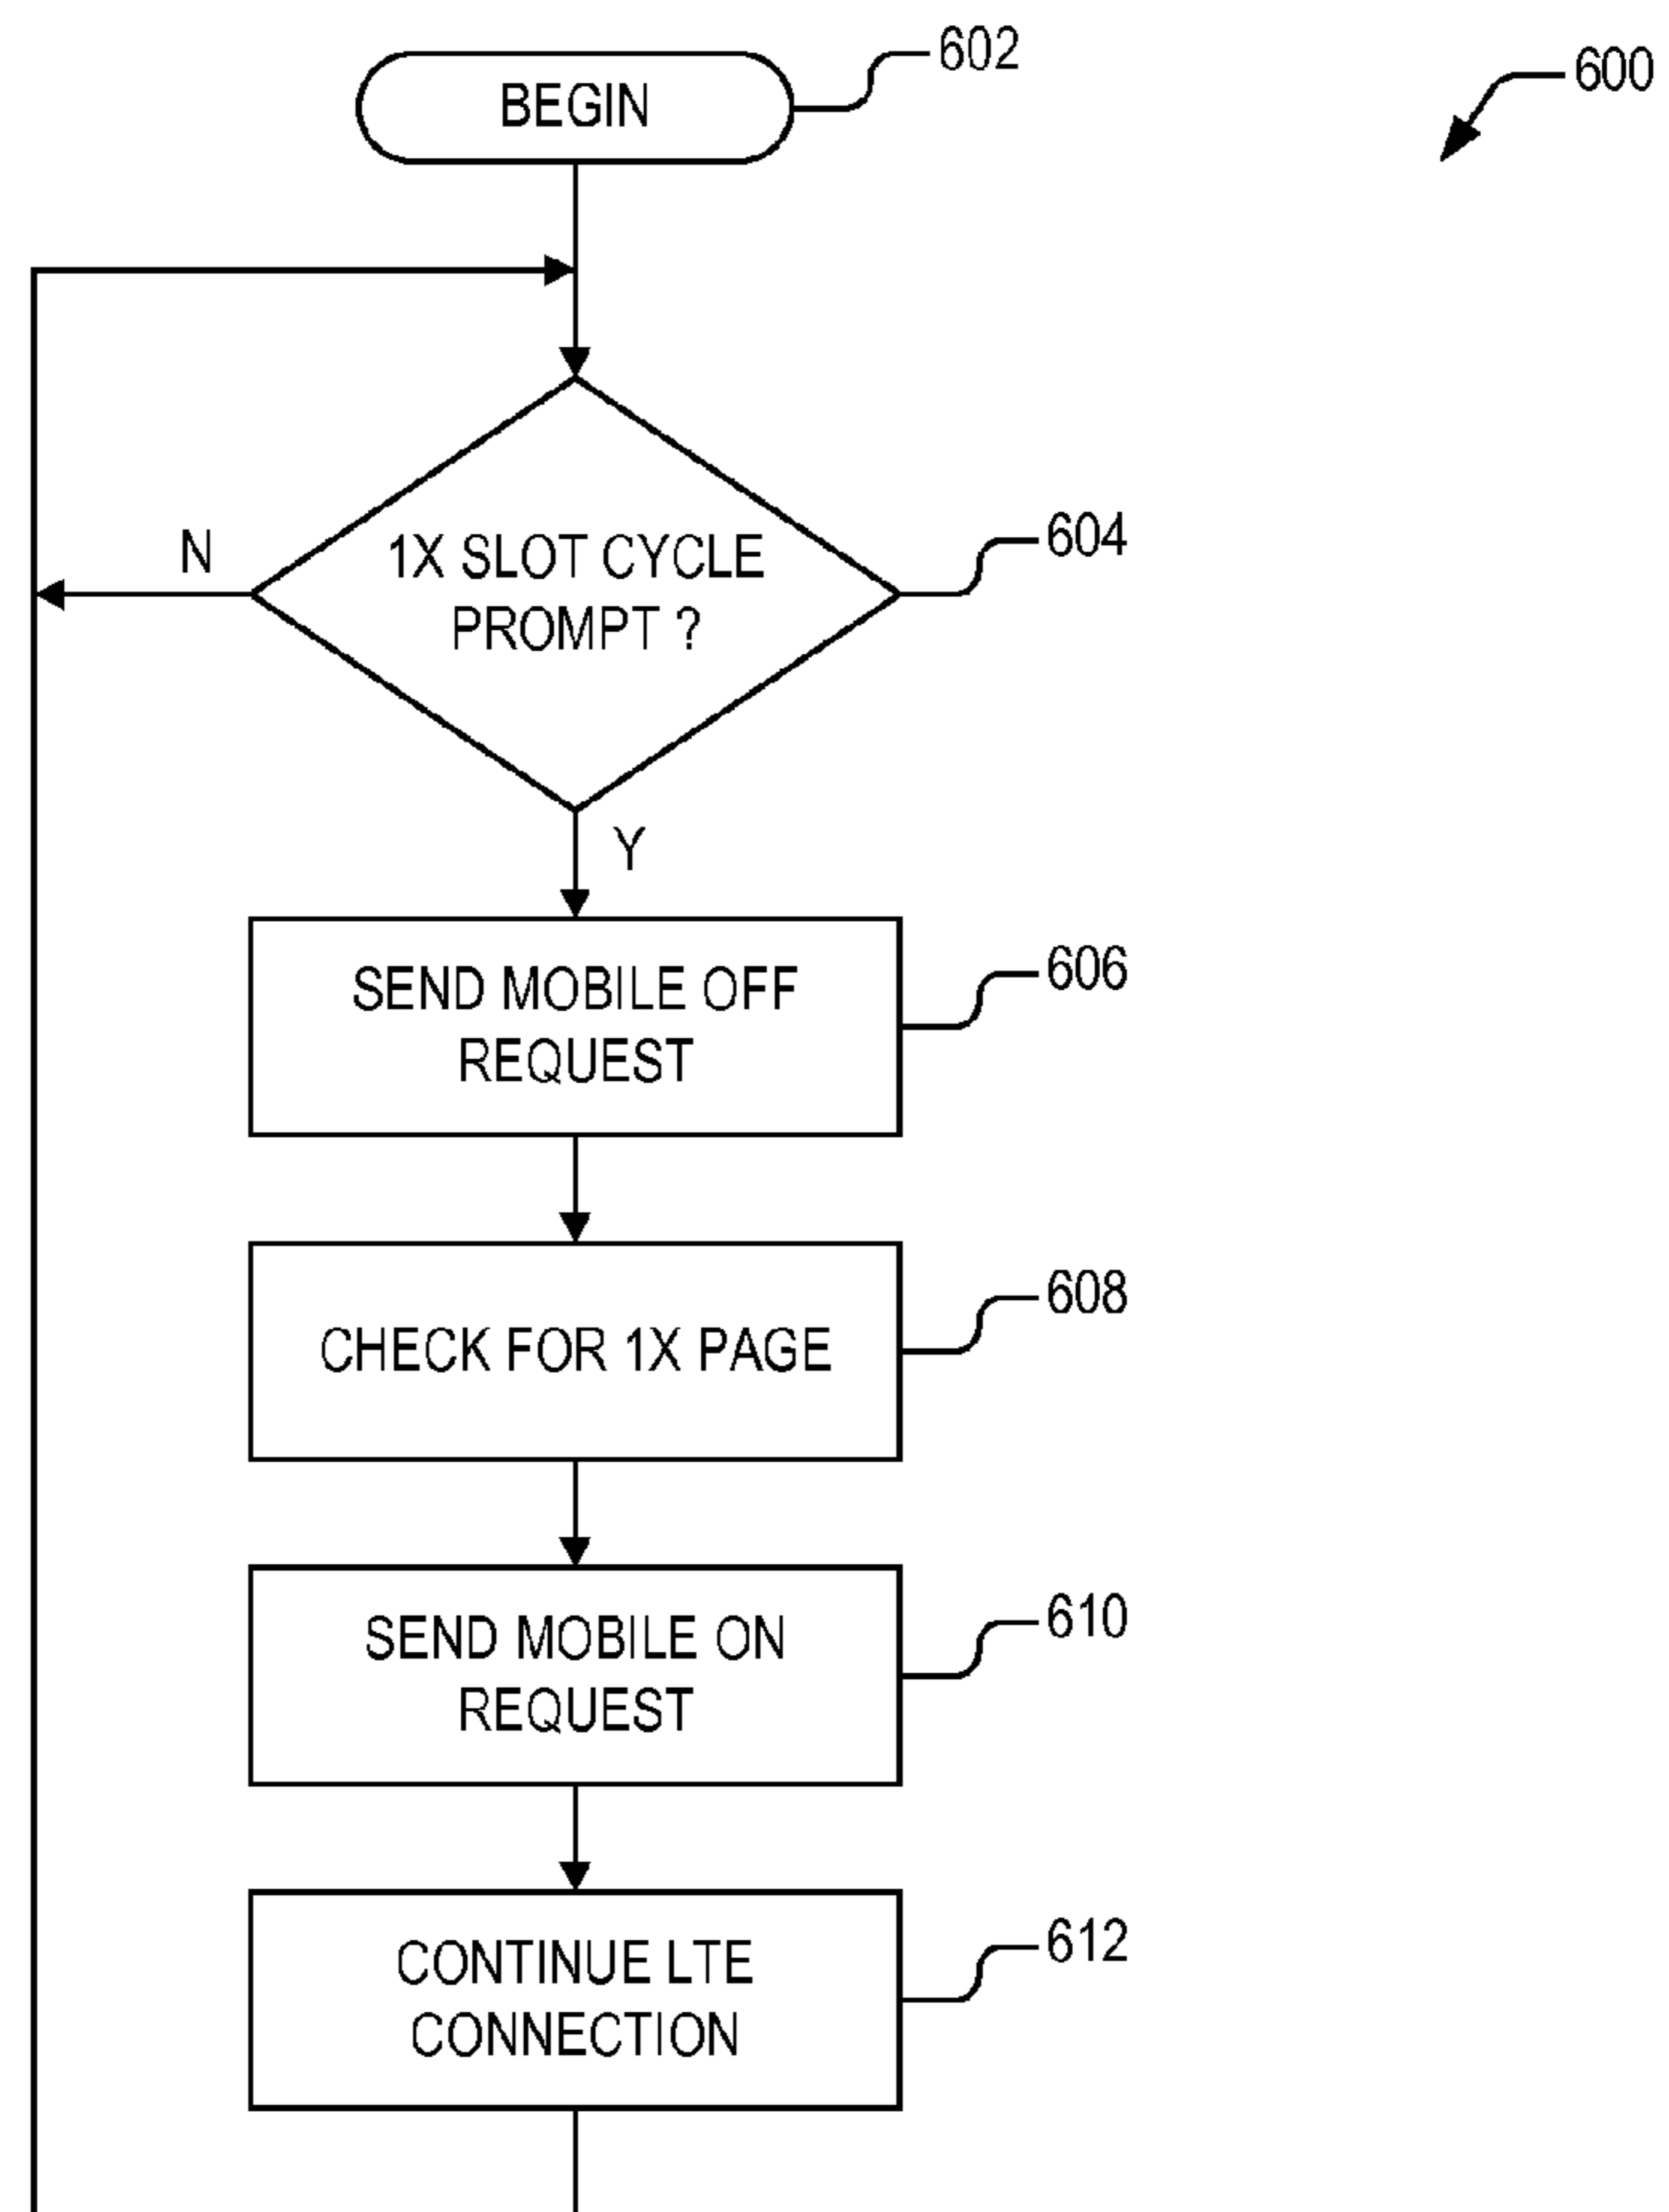 BEGIN
602
600
1X SLOT CYCLE
PROMPT ?
604
N
Y
SEND MOBILE OFF
REQUEST
606
CHECK FOR 1X PAGE
608
SEND MOBILE ON
REQUEST
610
CONTINUE LTE
CONNECTION
612